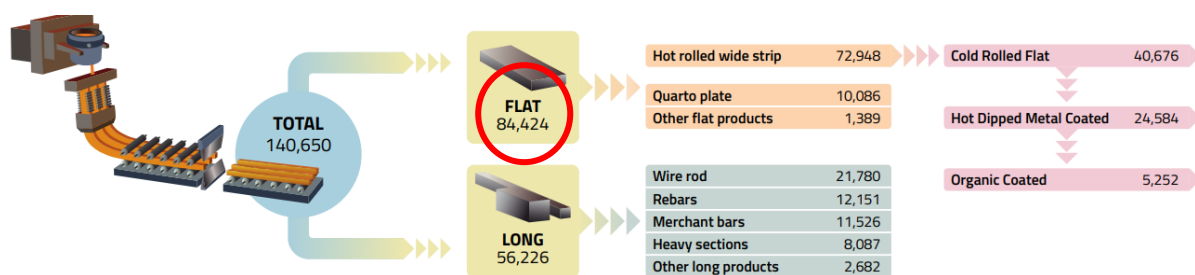 TOTAL
140,650
FLAT
84,424
Hot rolled wide strip 72,948
Quarto plate 10,086
Other flat products 1,389
Cold Rolled Flat 40,676
Hot Dipped Metal Coated 24,584
Organic Coated 5,252
LONG
56,226
Wire rod 21,780
Rebars 12,151
Merchant bars 11,526
Heavy sections 8,087
Other long products 2,682